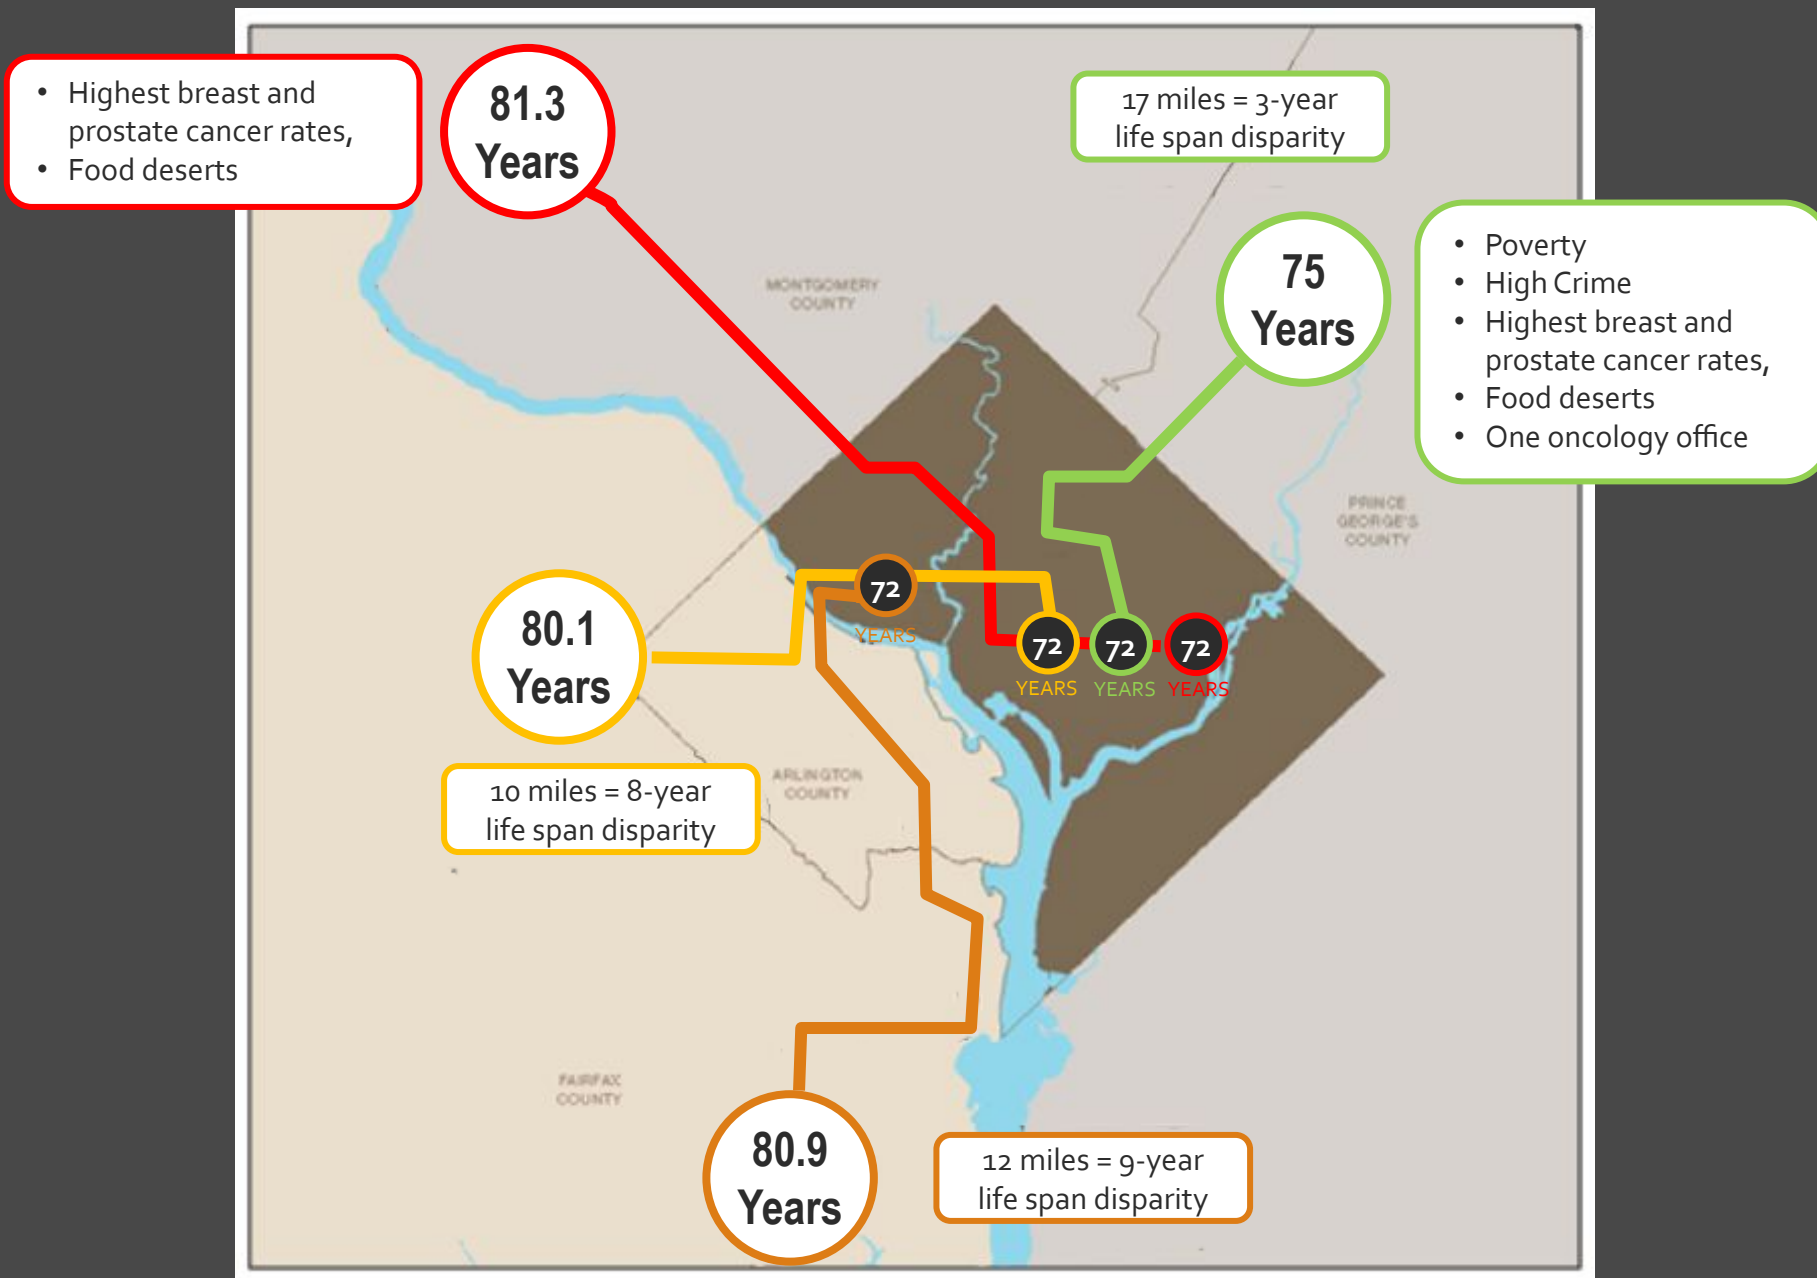 • Highest breast and
prostate cancer rates,
• Food deserts
81.3
Years
17 miles = 3-year
life span disparity
75
Years
• Poverty
• High Crime
• Highest breast and
prostate cancer rates,
• Food deserts
• One oncology office
MONTGOMERY
COUNTY
PRINCE
GEORGE'S
COUNTY
72
YEARS
80.1
Years
72
YEARS
72
YEARS
72
YEARS
10 miles = 8-year
life span disparity
ARLINGTON
COUNTY
FAIRFAX
COUNTY
80.9
Years
12 miles = 9-year
life span disparity